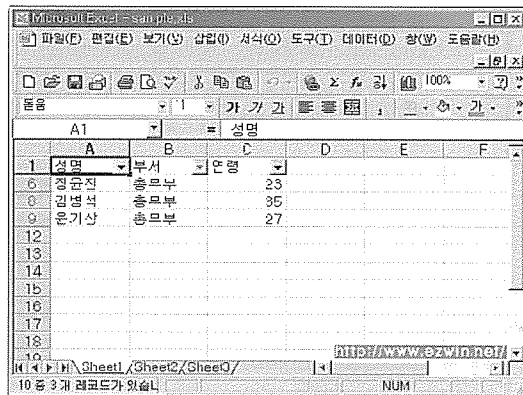 Microsoft Excel - sample.xls
파일(F) 편집(E) 보기(V) 삽입(I) 서식(O) 도구(T) 데이터(D) 창(W) 도움말(H)
100%
돋움 가 가 가
A1 = 성명
A B C D E F
1 성명 부서 연령
6 장윤진 총무부 23
8 김병석 총무부 35
9 윤기상 총무부 27
12
13
14
15
16
17
18
19
http://www.ezwin.net/
Sheet1 Sheet2 Sheet3
10 중 3 개 레코드가 있습니 NUM